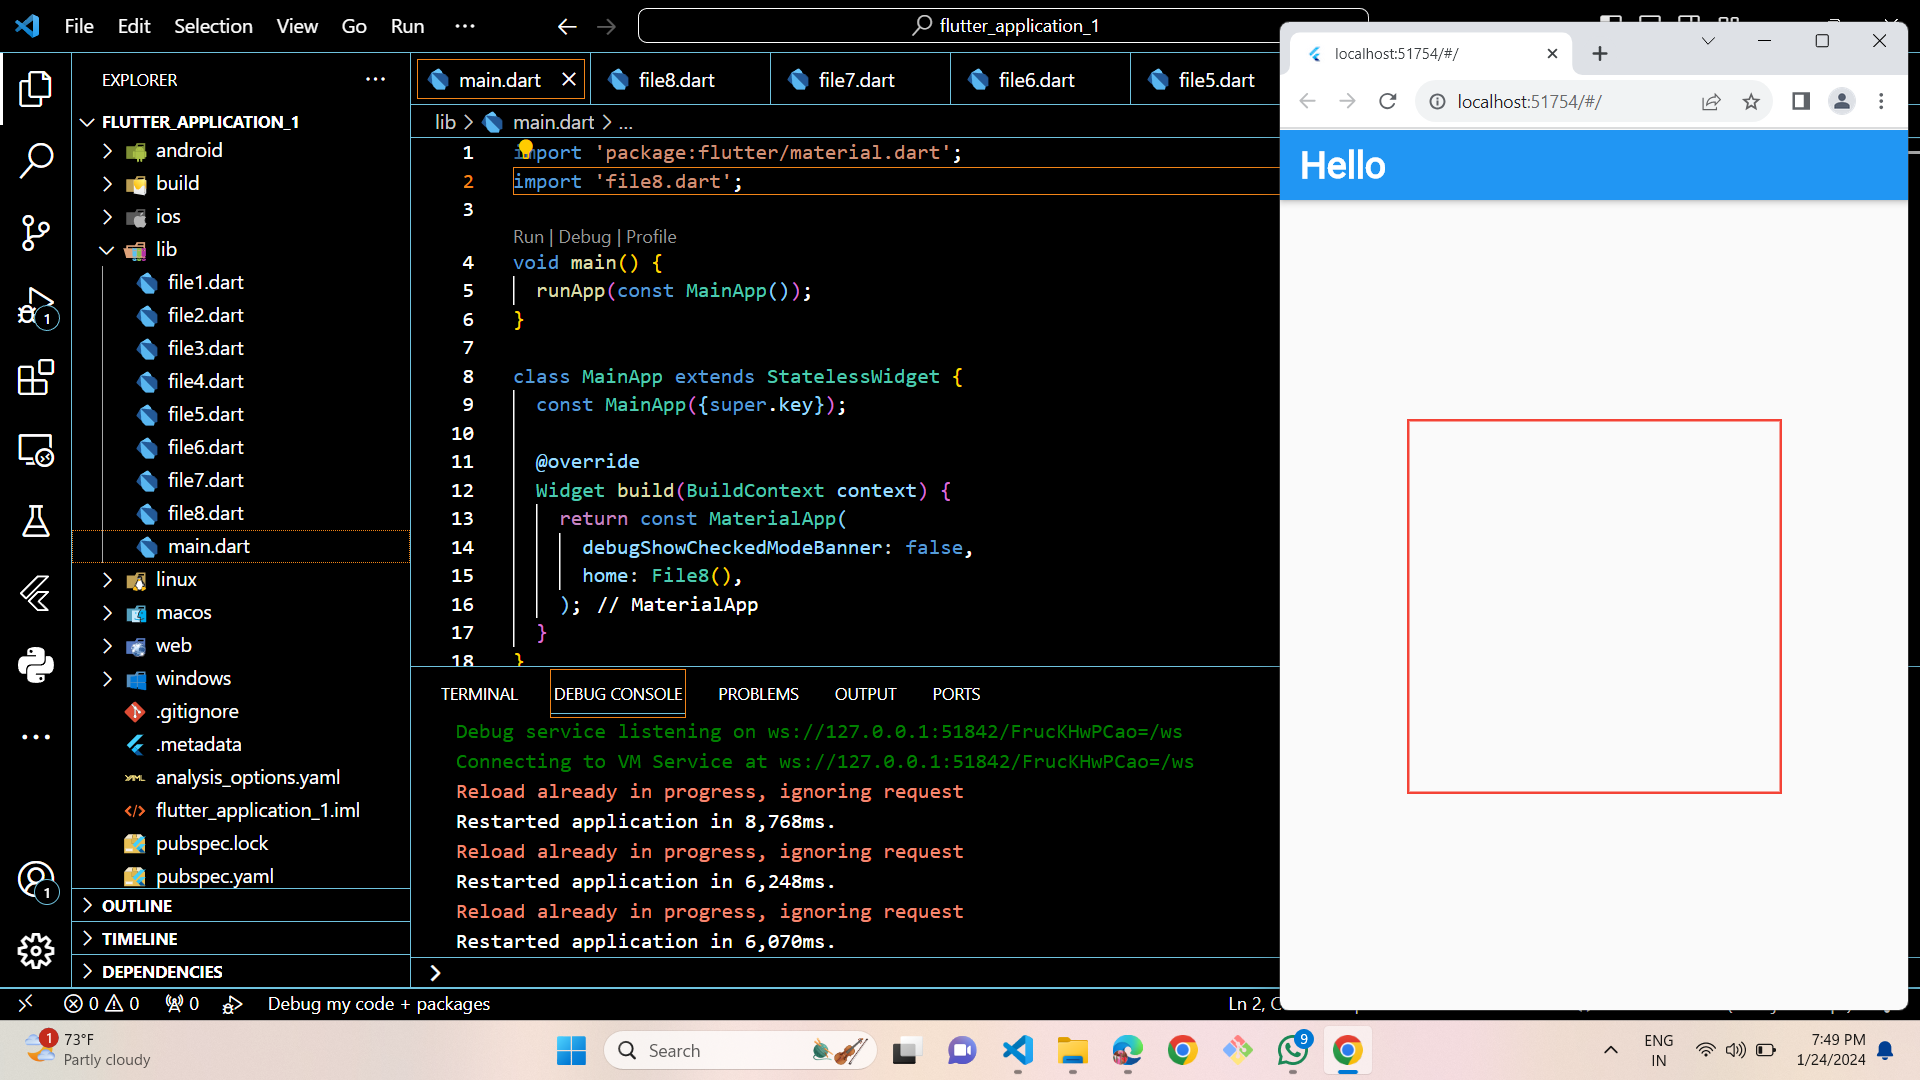 File Edit Selection View Go Run ··· flutter_application_1
EXPLORER
FLUTTER_APPLICATION_1
android
build
ios
lib
file1.dart
file2.dart
file3.dart
file4.dart
file5.dart
file6.dart
file7.dart
file8.dart
main.dart
linux
macos
web
windows
.gitignore
.metadata
analysis_options.yaml
flutter_application_1.iml
pubspec.lock
pubspec.yaml
OUTLINE
TIMELINE
DEPENDENCIES
1
1
main.dart file8.dart file7.dart file6.dart file5.dart
lib > main.dart > ...
1 import 'package:flutter/material.dart';
2 import 'file8.dart';
3
Run | Debug | Profile
4 void main() {
5 runApp(const MainApp());
6 }
7
8 class MainApp extends StatelessWidget {
9 const MainApp({super.key});
10
11 @override
12 Widget build(BuildContext context) {
13 return const MaterialApp(
14 debugShowCheckedModeBanner: false,
15 home: File8(),
16 ); // MaterialApp
17 }
18 }
TERMINAL DEBUG CONSOLE PROBLEMS OUTPUT PORTS
Debug service listening on ws://127.0.0.1:51842/FrucKHwPCao=/ws
Connecting to VM Service at ws://127.0.0.1:51842/FrucKHwPCao=/ws
Reload already in progress, ignoring request
Restarted application in 8,768ms.
Reload already in progress, ignoring request
Restarted application in 6,248ms.
Reload already in progress, ignoring request
Restarted application in 6,070ms.
>
0 0 0 Debug my code + packages Ln 2,
localhost:51754/#/
localhost:51754/#/
Hello
1
73°F
Partly cloudy
Search
9
ENG
IN
7:49 PM
1/24/2024